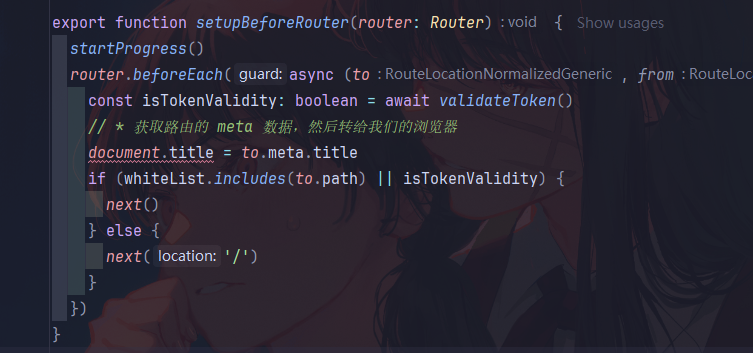 export function setupBeforeRouter(router: Router) :void { Show usages
startProgress()
router.beforeEach( guard: async (to :RouteLocationNormalizedGeneric , from :RouteLoc
const isTokenValidity: boolean = await validateToken()
// * 获取路由的 meta 数据，然后转给我们的浏览器
document.title = to.meta.title
if (whiteList.includes(to.path) || isTokenValidity) {
next()
} else {
next( location: '/')
}
})
}